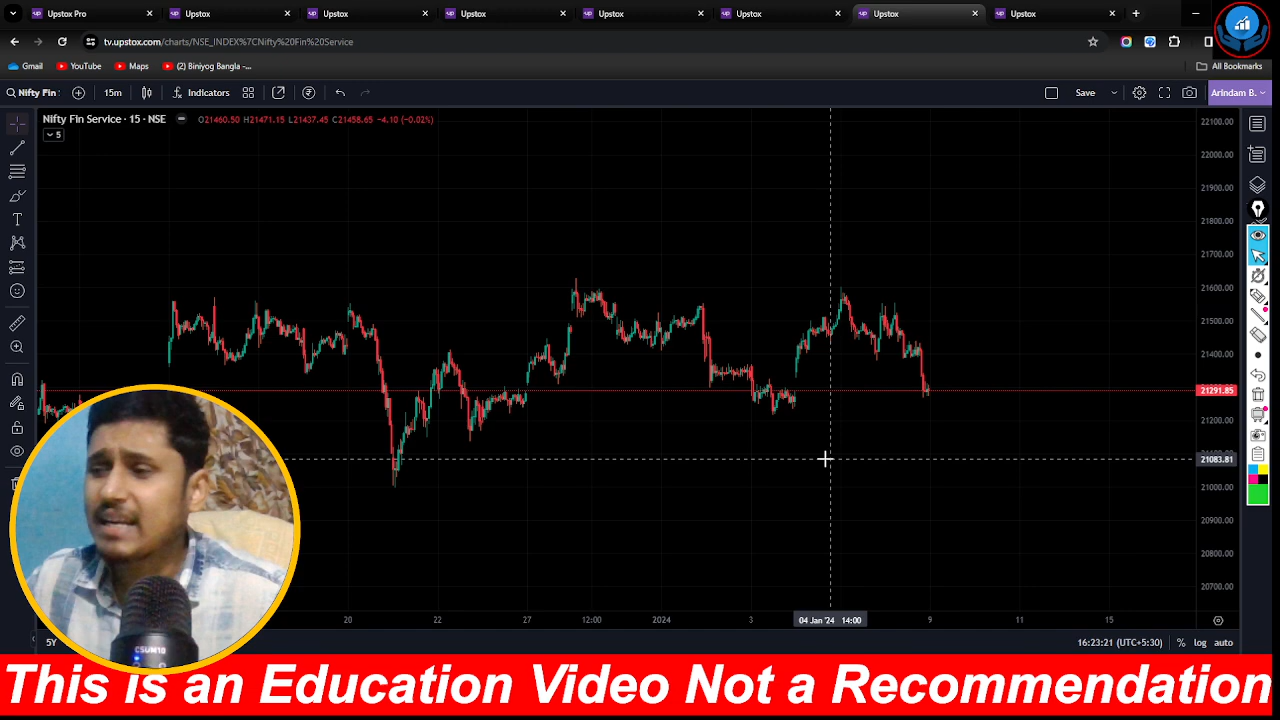 Upstox Pro
Upstox
Upstox
Upstox
Upstox
Upstox
Upstox
Upstox
tv.upstox.com/charts/NSE_INDEX%7CNifty%20Fin%20Service
Gmail
YouTube
Maps
(2) Biniyog Bangla -...
All Bookmarks
Nifty Fin
15m
Indicators
Save
Arindam B.
Nifty Fin Service · 15 · NSE
O21460.50 H21471.15 L21437.45 C21458.65 -4.10 (-0.02%)
5
22100.00
22000.00
21900.00
21800.00
21700.00
21600.00
21500.00
21400.00
21291.85
21200.00
21083.81
21000.00
20900.00
20800.00
20700.00
20
22
27
12:00
2024
3
04 Jan '24 14:00
9
11
15
5Y
16:23:21 (UTC+5:30)
%
log
auto
This is an Education Video Not a Recommendation